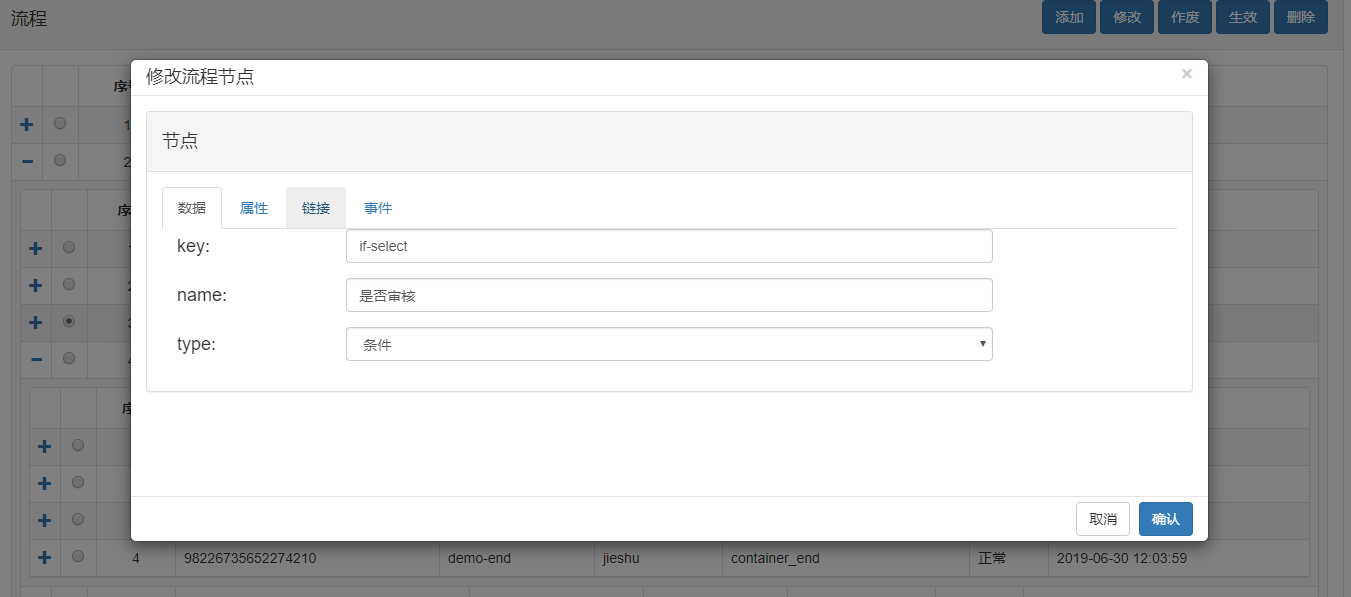 流程
添加 修改 作废 生效 删除
修改流程节点 ×
序
1
2
节点
数据 属性 链接 事件
key: if-select
name: 是否审核
type: 条件
取消 确认
4 98226735652274210 demo-end jieshu container_end 正常 2019-06-30 12:03:59